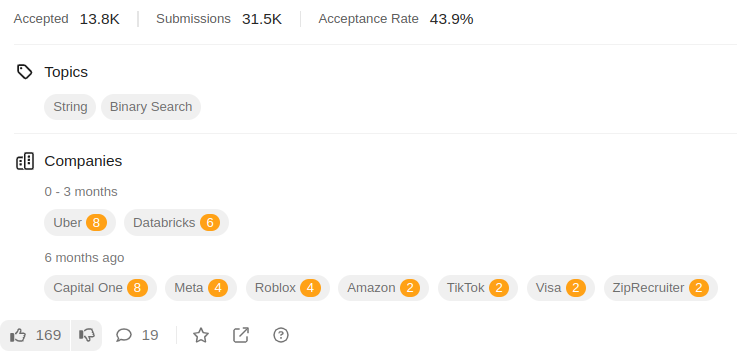 Accepted 13.8K Submissions 31.5K Acceptance Rate 43.9%
Topics
String Binary Search
Companies
0 - 3 months
Uber 8 Databricks 6
6 months ago
Capital One 8 Meta 4 Roblox 4 Amazon 2 TikTok 2 Visa 2 ZipRecruiter 2
169 19